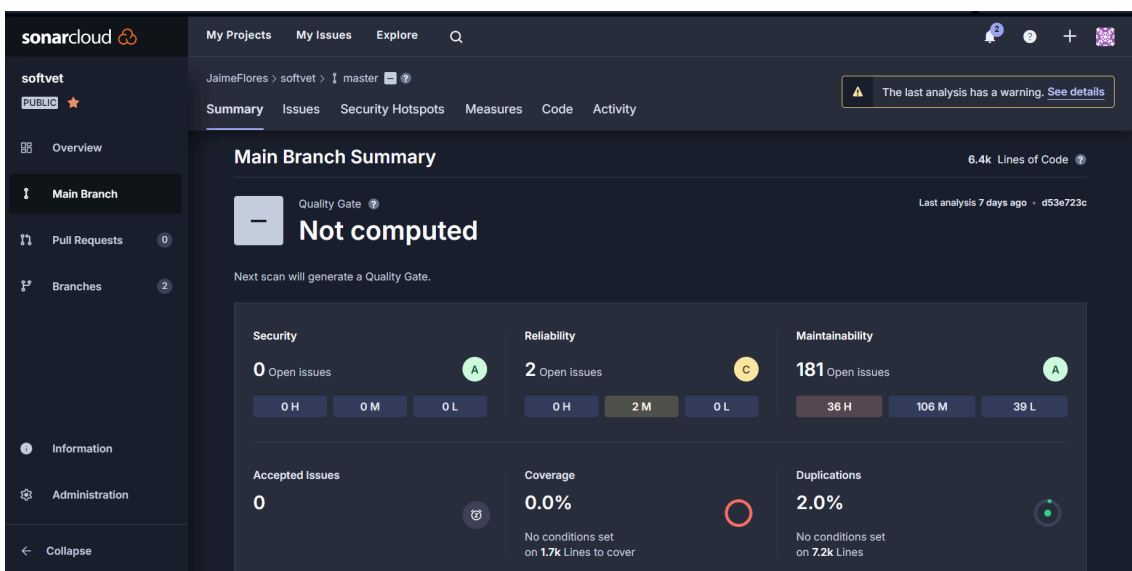 sonarcloud
My Projects My Issues Explore
2
softvet
PUBLIC
JaimeFlores > softvet > master
The last analysis has a warning. See details
Summary Issues Security Hotspots Measures Code Activity
Overview
Main Branch
Pull Requests 0
Branches 2
Information
Administration
Collapse
Main Branch Summary
6.4k Lines of Code
Quality Gate
Not computed
Last analysis 7 days ago • d53e723c
Next scan will generate a Quality Gate.
Security
0 Open issues A
0 H 0 M 0 L
Reliability
2 Open issues C
0 H 2 M 0 L
Maintainability
181 Open issues A
36 H 106 M 39 L
Accepted Issues
0
Coverage
0.0%
No conditions set
on 1.7k Lines to cover
Duplications
2.0%
No conditions set
on 7.2k Lines